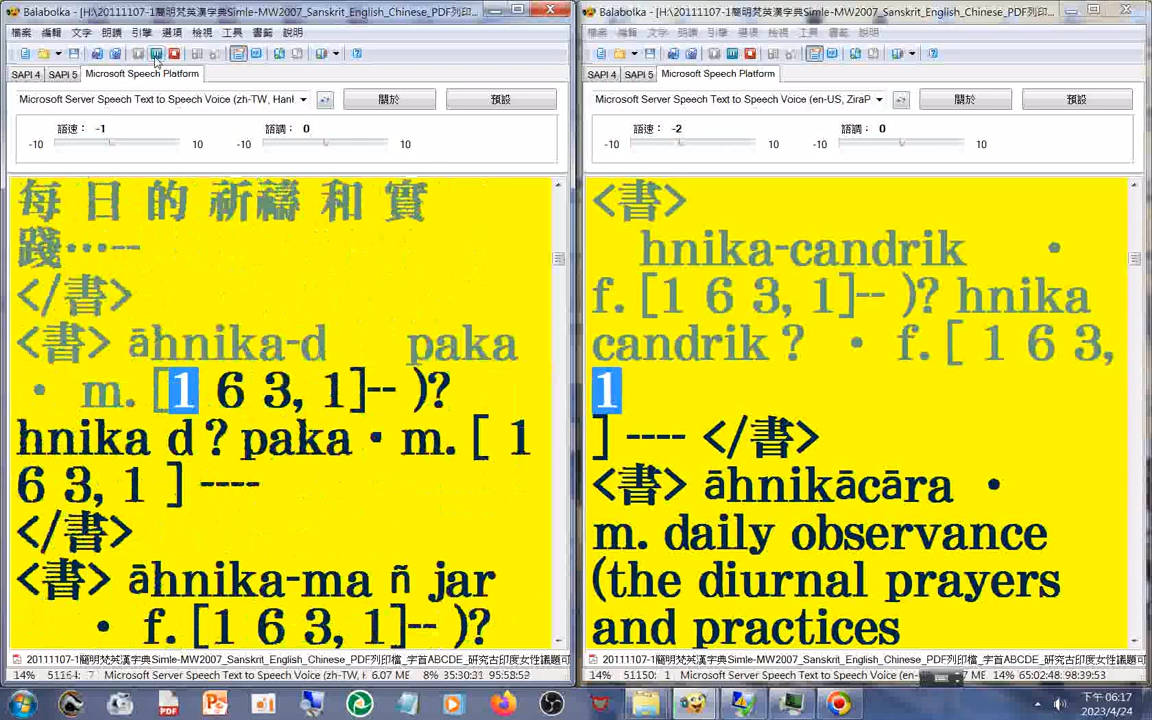 Balabolka - [H:\20111107-1簡明梵英漢字典Simle-MW2007_Sanskrit_English_Chinese_PDF列印...
檔案 編輯 文字 朗讀 引擎 選項 檢視 工具 書籤 說明
SAPI 4 SAPI 5 Microsoft Speech Platform
Microsoft Server Speech Text to Speech Voice (zh-TW, HanH 關於 預設
語速： -1 語調： 0
-10 10 -10 10
每 日 的 祈禱 和 實
踐…--
</書>
<書> āhnika-d paka
• m. [1 6 3, 1]-- )?
hnika d ? paka • m. [ 1
6 3, 1 ] ----
</書>
<書> āhnika-ma ñ jar
• f. [1 6 3, 1]-- )?
20111107-1簡明梵英漢字典Simle-MW2007_Sanskrit_English_Chinese_PDF列印檔_字首ABCDE_研究古印度女性議題可
14% 51164: 7 Microsoft Server Speech Text to Speech Voice (zh-TW, H 6.07 ME 8% 35:30:31 95:58:53
Balabolka - [H:\20111107-1簡明梵英漢字典Simle-MW2007_Sanskrit_English_Chinese_PDF列印...
檔案 編輯 文字 朗讀 引擎 選項 檢視 工具 書籤 說明
SAPI 4 SAPI 5 Microsoft Speech Platform
Microsoft Server Speech Text to Speech Voice (en-US, ZiraP 關於 預設
語速： -2 語調： 0
-10 10 -10 10
<書>
hnika-candrik •
f. [1 6 3, 1]-- )? hnika
candrik ? • f. [ 1 6 3,
1
] ---- </書>
<書> āhnikācāra •
m. daily observance
(the diurnal prayers
and practices
20111107-1簡明梵英漢字典Simle-MW2007_Sanskrit_English_Chinese_PDF列印檔_字首ABCDE_研究古印度女性議題可
14% 51150: 1 Microsoft Server Speech Text to Speech Voice (en-US, ME 14% 65:02:48 98:39:53
下午 06:17
2023/4/24